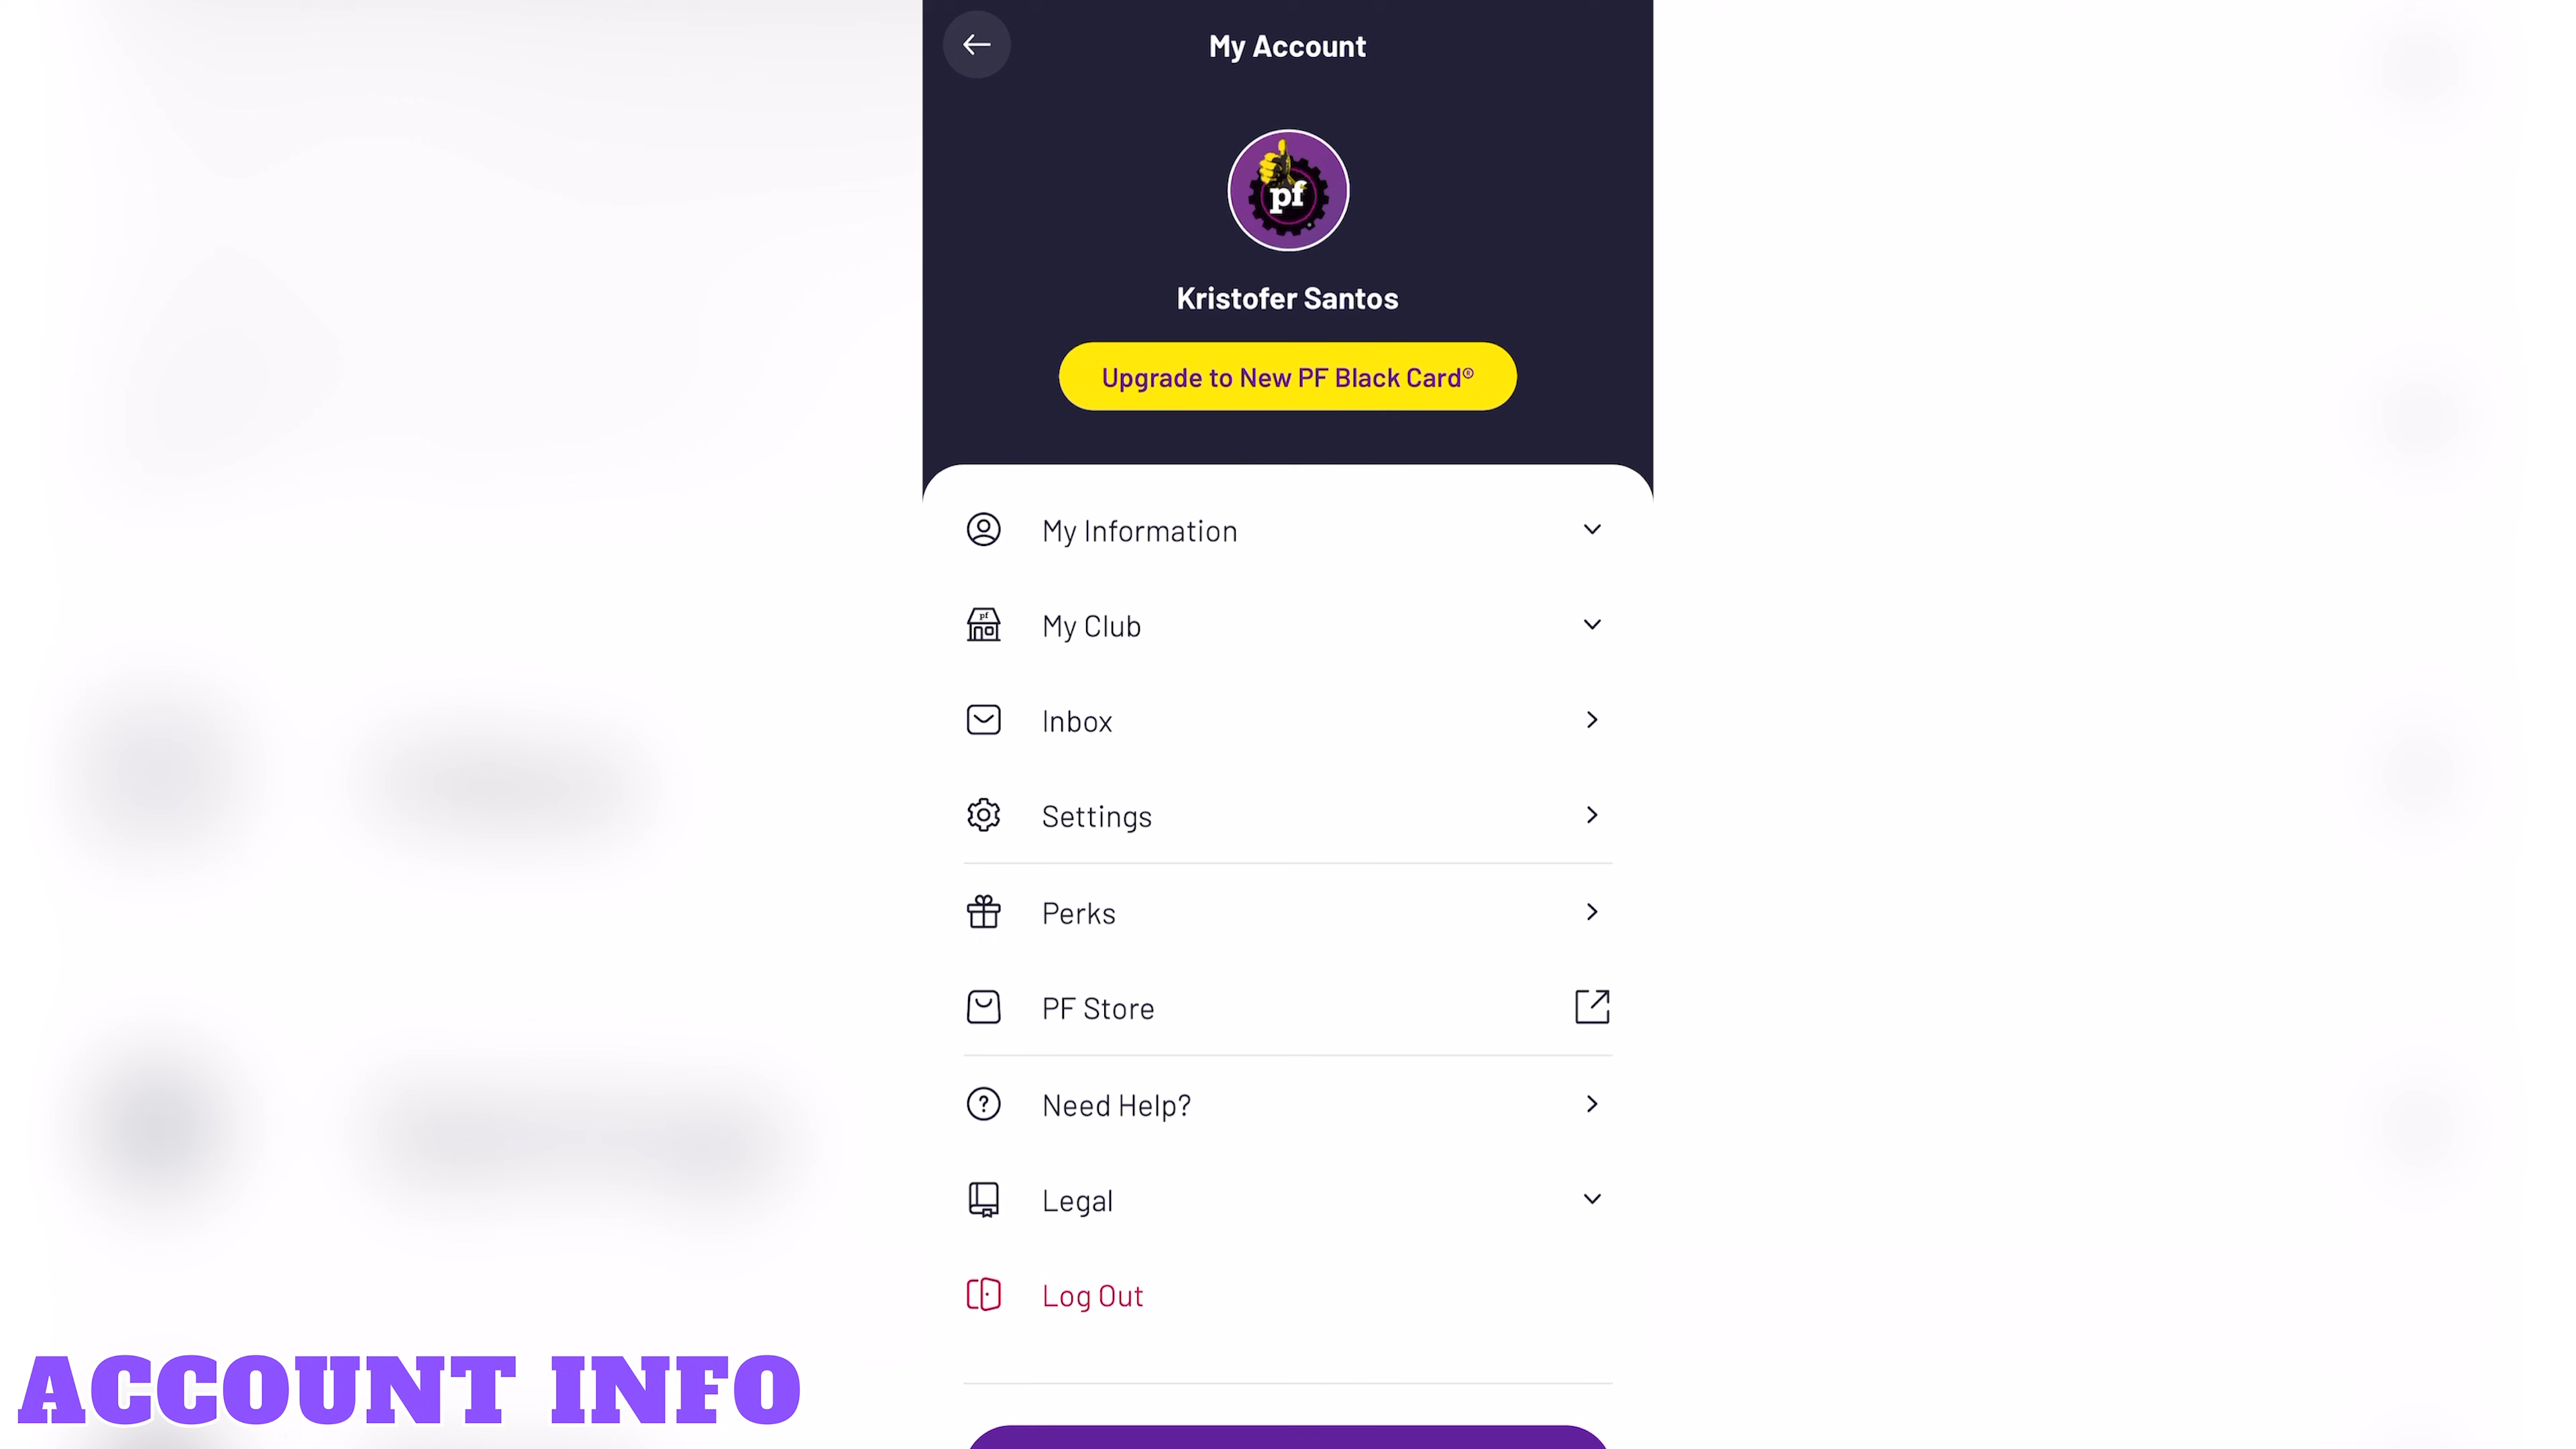 My Account
pf
Kristofer Santos
Upgrade to New PF Black Card®
My Information
pf
My Club
Inbox
Settings
Perks
PF Store
Need Help?
Legal
Log Out
ACCOUNT INFO